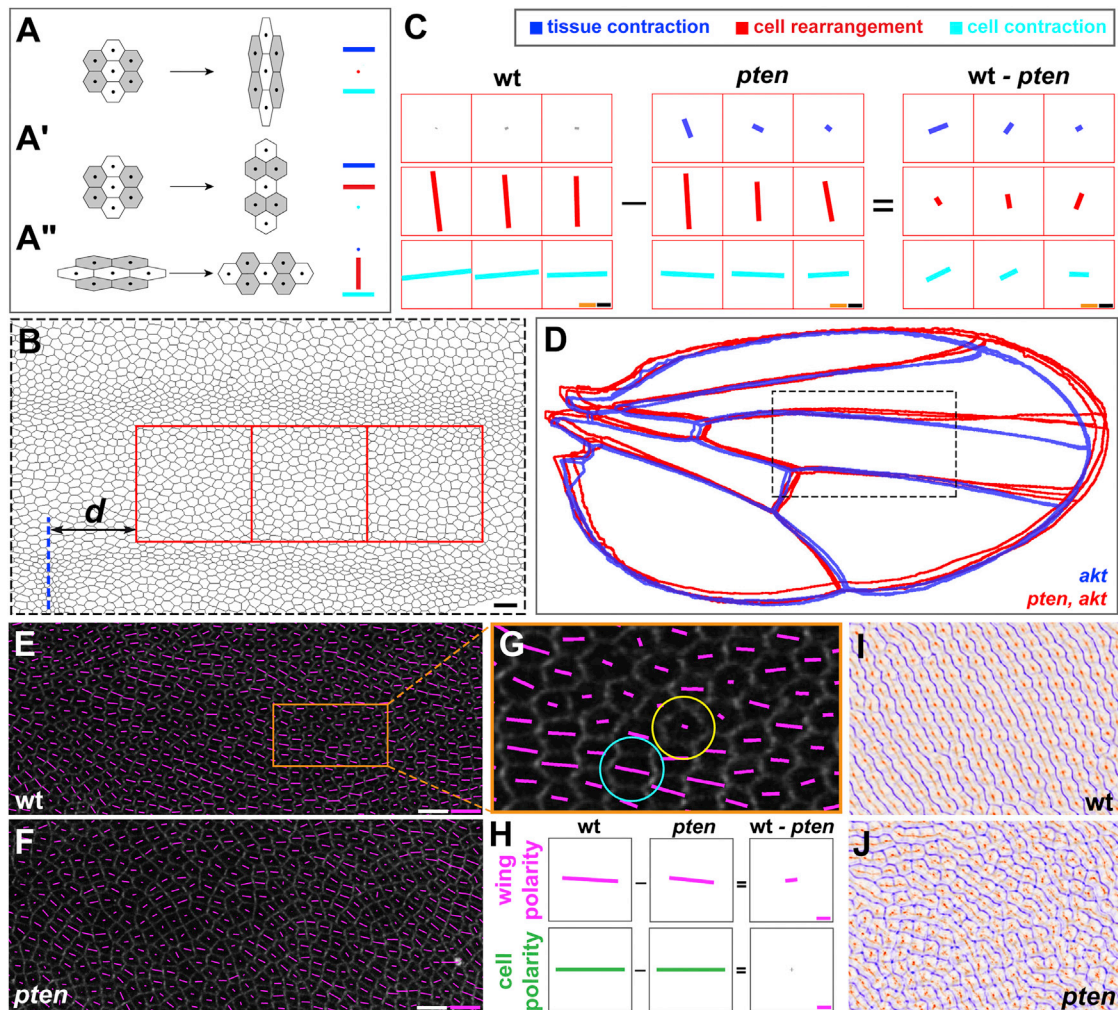 A
A'
A"
C
tissue contraction
cell rearrangement
cell contraction
wt
pten
wt - pten
–
=
B
d
D
akt
pten, akt
E
wt
G
I
wt
F
pten
H
wt
pten
wt - pten
wing polarity
–
=
cell polarity
–
=
J
pten